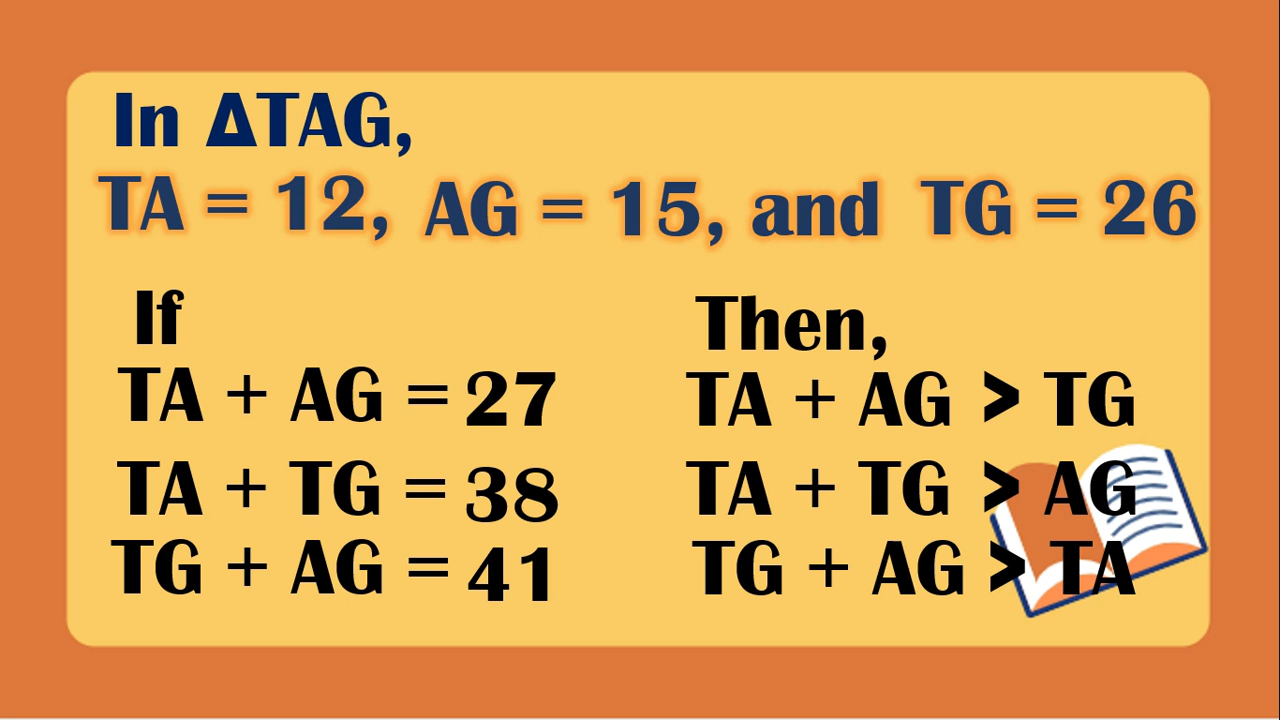 In ΔTAG,
TA = 12, AG = 15, and TG = 26
If
TA + AG = 27
TA + TG = 38
TG + AG = 41
Then,
TA + AG > TG
TA + TG > AG
TG + AG > TA